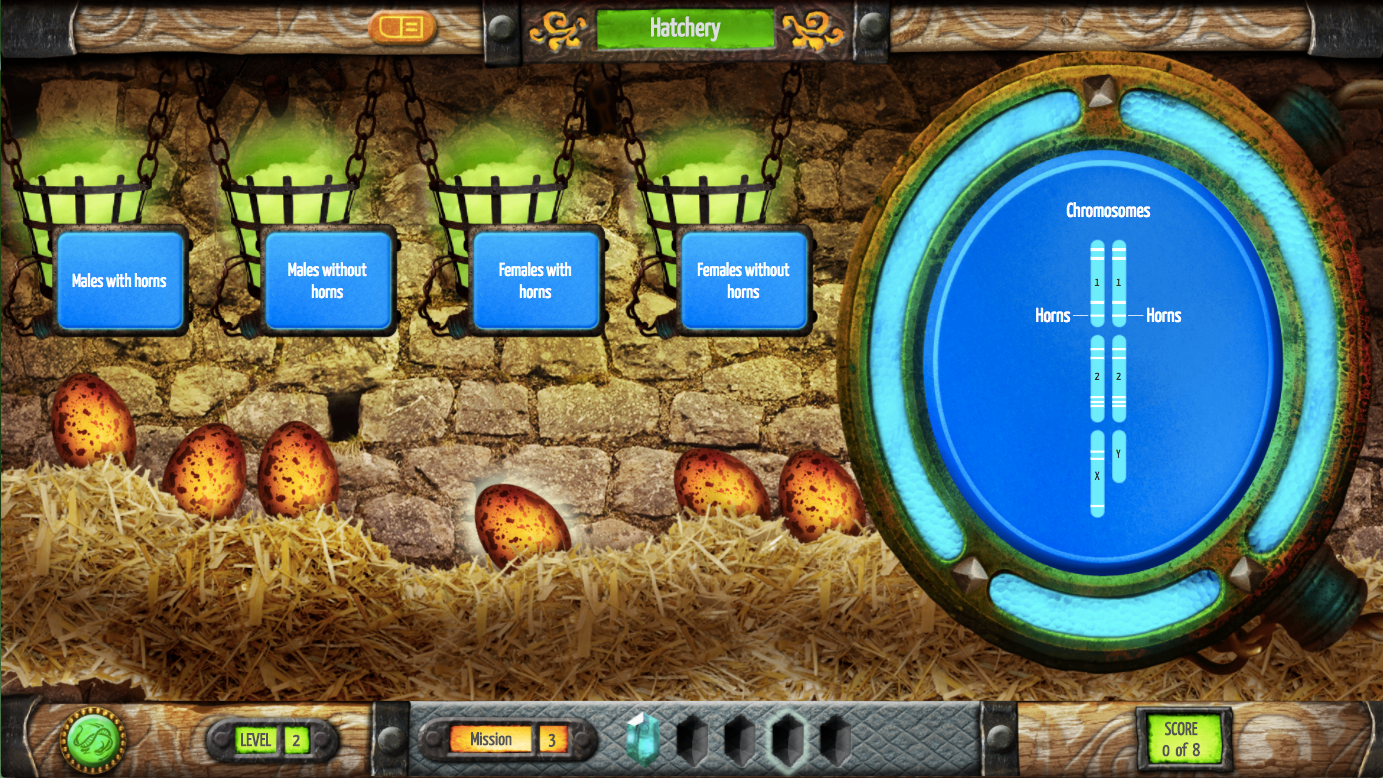 Hatchery
Males with horns
Males without
horns
Females with
horns
Females without
horns
Chromosomes
1 1
Horns Horns
2 2
X Y
LEVEL 2
Mission 3
SCORE
0 of 8